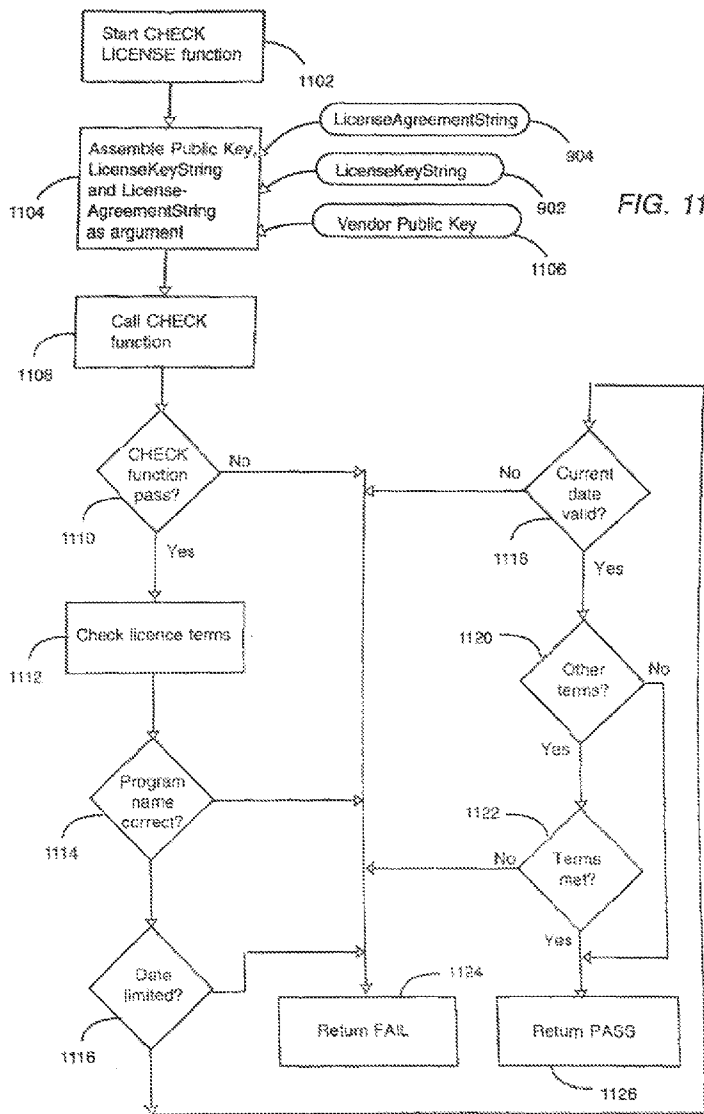 Start CHECK
LICENSE function
1102
Assemble Public Key,
LicenseKeyString
and License-
AgreementString
as argument
1104
LicenseAgreementString
904
LicenseKeyString
902
Vendor Public Key
1106
FIG. 11
Call CHECK
function
1108
CHECK
function
pass?
No
1110
Yes
No
Current
date
valid?
1118
Yes
Check licence terms
1112
1120
Other
terms?
No
Yes
Program
name
correct?
1114
1122
No
Terms
met?
Yes
Date
limited?
1116
1124
Return FAIL
Return PASS
1126